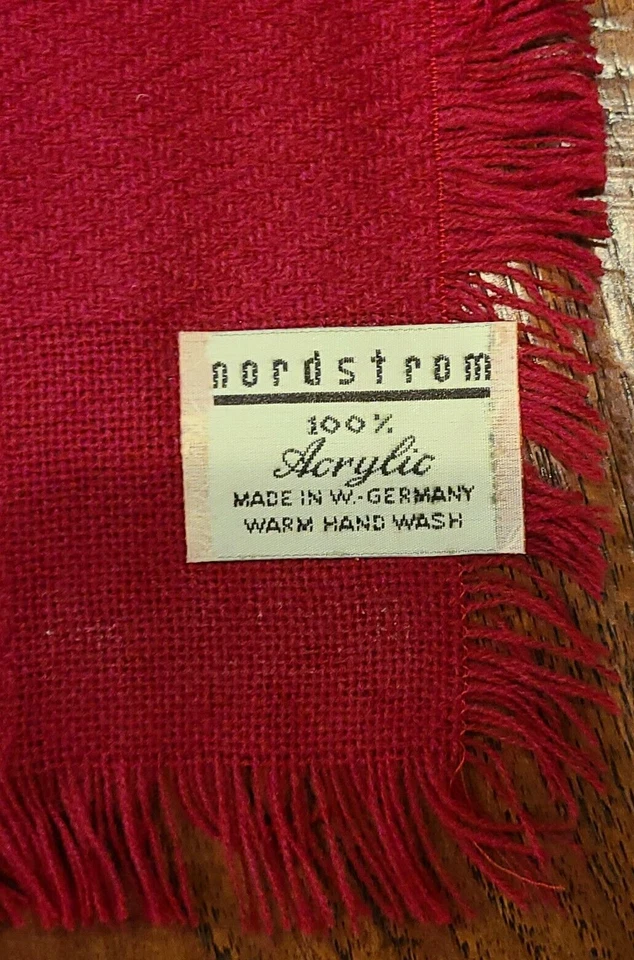 nordstrom
100%
Acrylic
MADE IN W.-GERMANY
WARM HAND WASH